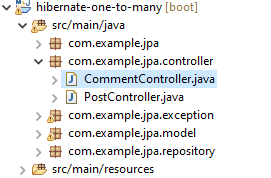 hibernate-one-to-many [boot]
src/main/java
com.example.jpa
com.example.jpa.controller
CommentController.java
PostController.java
com.example.jpa.exception
com.example.jpa.model
com.example.jpa.repository
src/main/resources